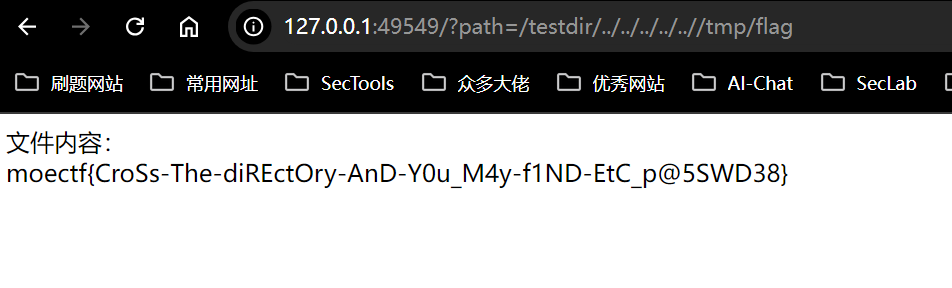 127.0.0.1:49549/?path=/testdir/../../../../..//tmp/flag
刷题网站 常用网址 SecTools 众多大佬 优秀网站 AI-Chat SecLab
文件内容：
moectf{CroSs-The-diREctOry-AnD-Y0u_M4y-f1ND-EtC_p@5SWD38}